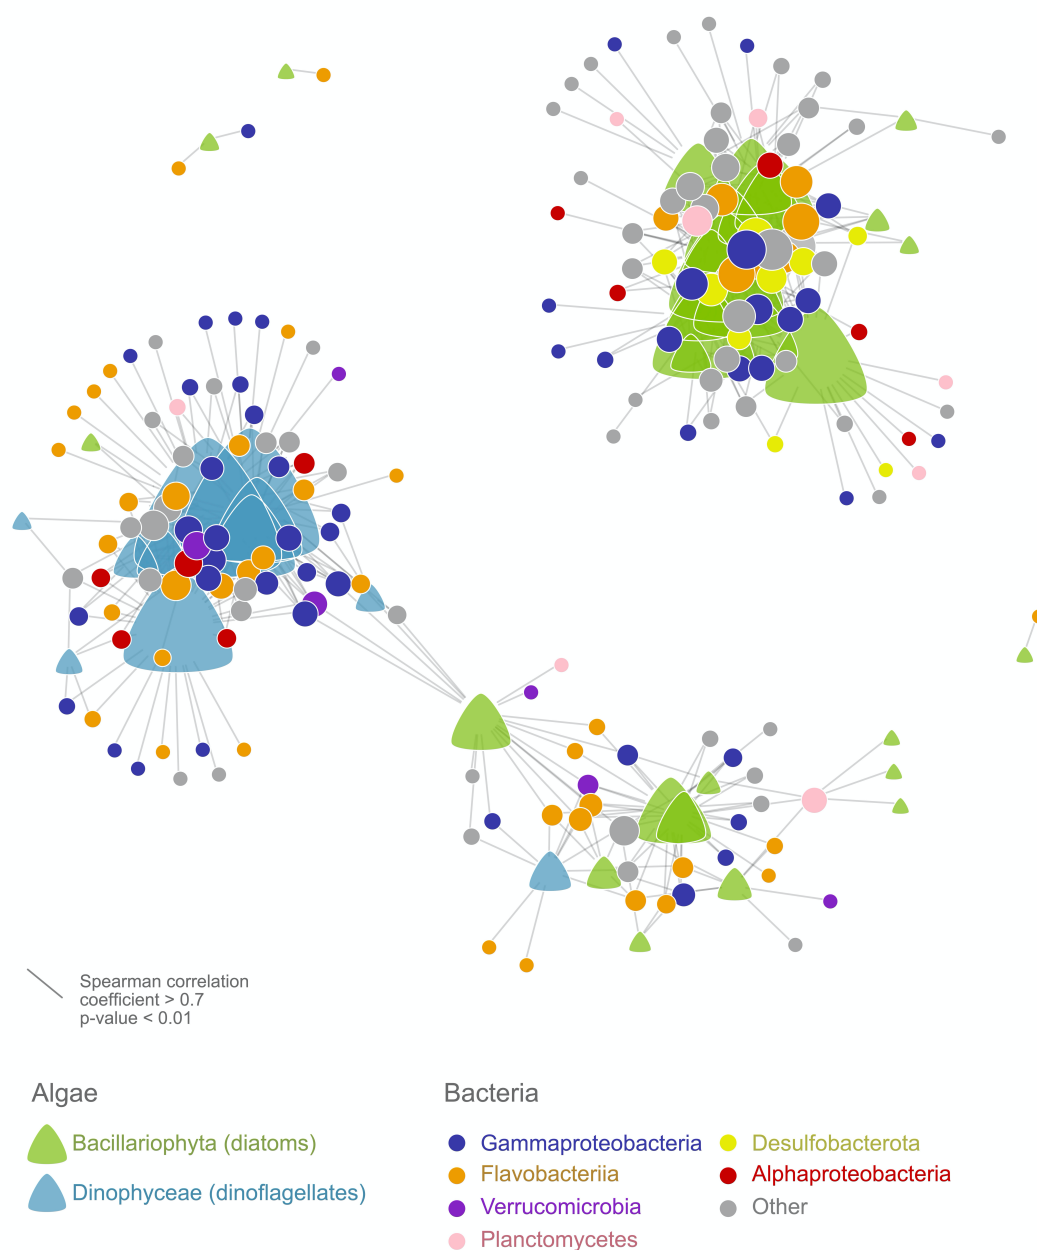 Spearman correlation
coefficient > 0.7
p-value < 0.01
Algae
Bacillariophyta (diatoms)
Dinophyceae (dinoflagellates)
Bacteria
Gammaproteobacteria
Flavobacteriia
Verrucomicrobia
Planctomycetes
Desulfobacterota
Alphaproteobacteria
Other